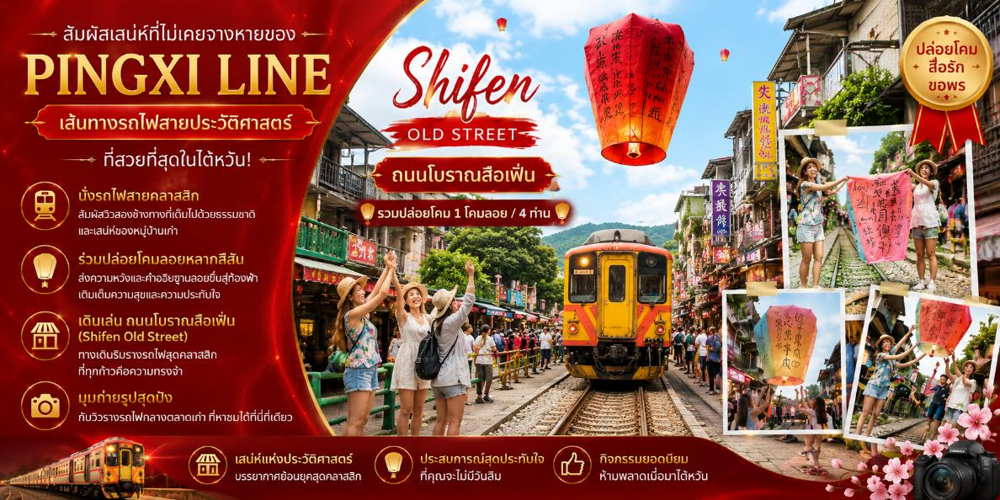 สัมผัสเสน่ห์ที่ไม่เคยจางหายของ
PINGXI LINE
เส้นทางรถไฟสายประวัติศาสตร์
ที่สวยที่สุดในไต้หวัน!
นั่งรถไฟสายคลาสสิก
สัมผัสวิวสองข้างทางที่เต็มไปด้วยธรรมชาติ
และเสน่ห์ของหมู่บ้านเก่า
ร่วมปล่อยโคมลอยหลากสีสัน
ส่งความหวังและคำอธิษฐานลอยขึ้นสู่ท้องฟ้า
เติมเต็มความสุขและความประทับใจ
เดินเล่น ถนนโบราณสือเฟิ่น
(Shifen Old Street)
ทางเดินริมรางรถไฟสุดคลาสสิก
ที่ทุกก้าวคือความทรงจำ
มุมถ่ายรูปสุดปัง
กับวิวรางรถไฟกลางตลาดเก่า ที่หาชมได้ที่นี่ที่เดียว
Shifen
OLD STREET
ถนนโบราณสือเฟิ่น
รวมปล่อยโคม 1 โคมลอย / 4 ท่าน
ปล่อยโคม
สื่อรัก
ขอพร
เสน่ห์แห่งประวัติศาสตร์
บรรยากาศย้อนยุคสุดคลาสสิก
ประสบการณ์สุดประทับใจ
ที่คุณจะไม่มีวันลืม
กิจกรรมยอดนิยม
ห้ามพลาดเมื่อมาไต้หวัน